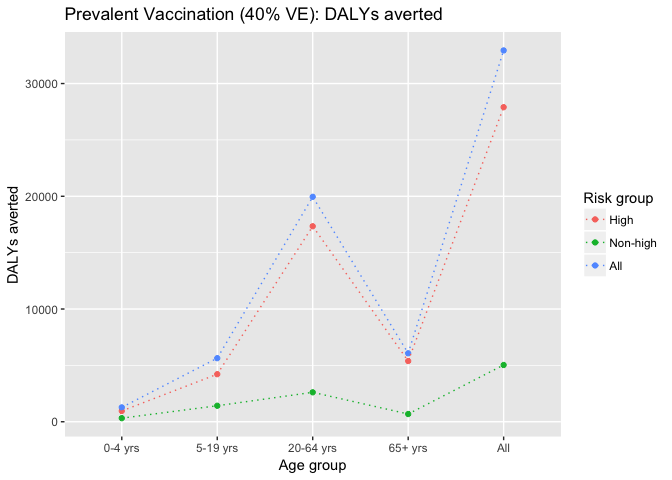 Prevalent Vaccination (40% VE): DALYs averted
30000
20000
10000
0
DALYs averted
0-4 yrs
5-19 yrs
20-64 yrs
65+ yrs
All
Age group
Risk group
High
Non-high
All